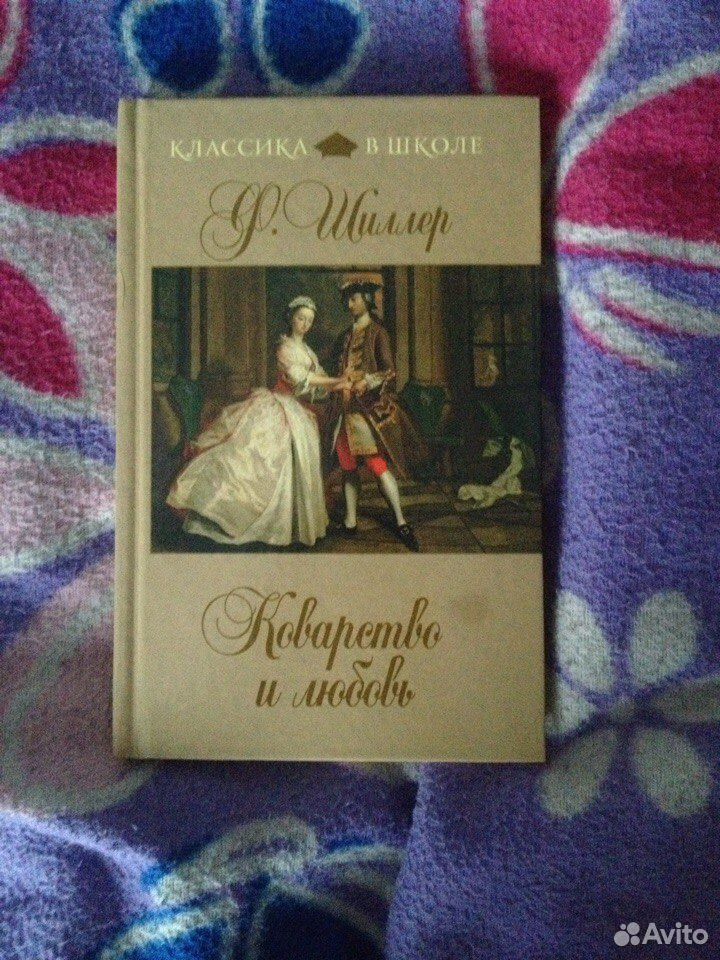 КЛАССИКА В ШКОЛЕ
Ф. Шиллер
Коварство
и любовь
Avito